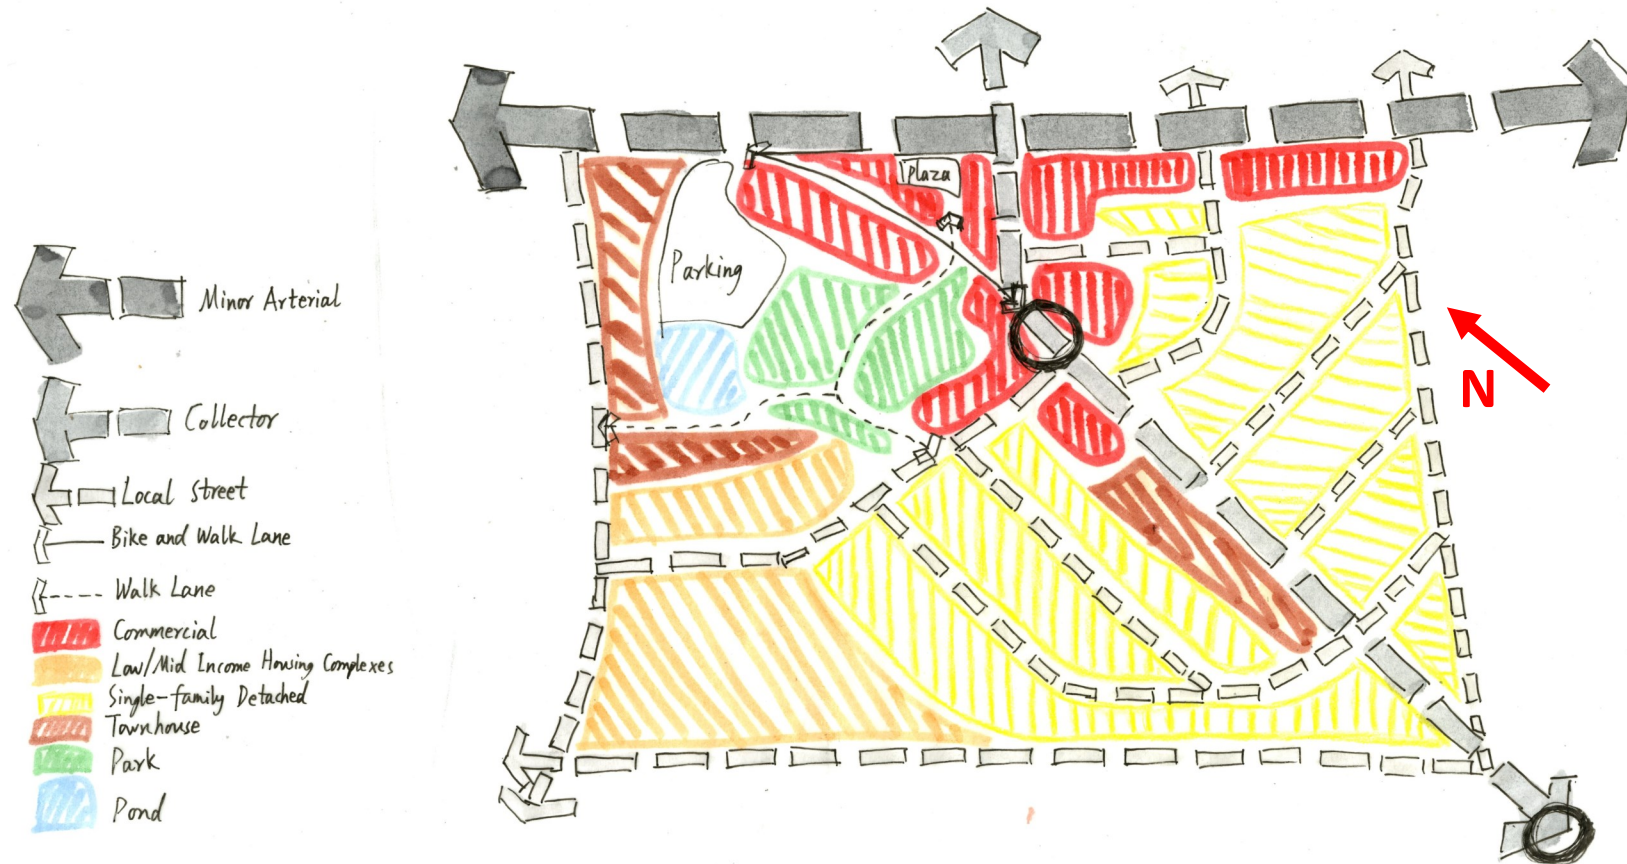 Minor Arterial
Collector
Local street
Bike and Walk Lane
Walk Lane
Commercial
Low/Mid Income Housing Complexes
Single-family Detached
Townhouse
Park
Pond
Plaza
Parking
N